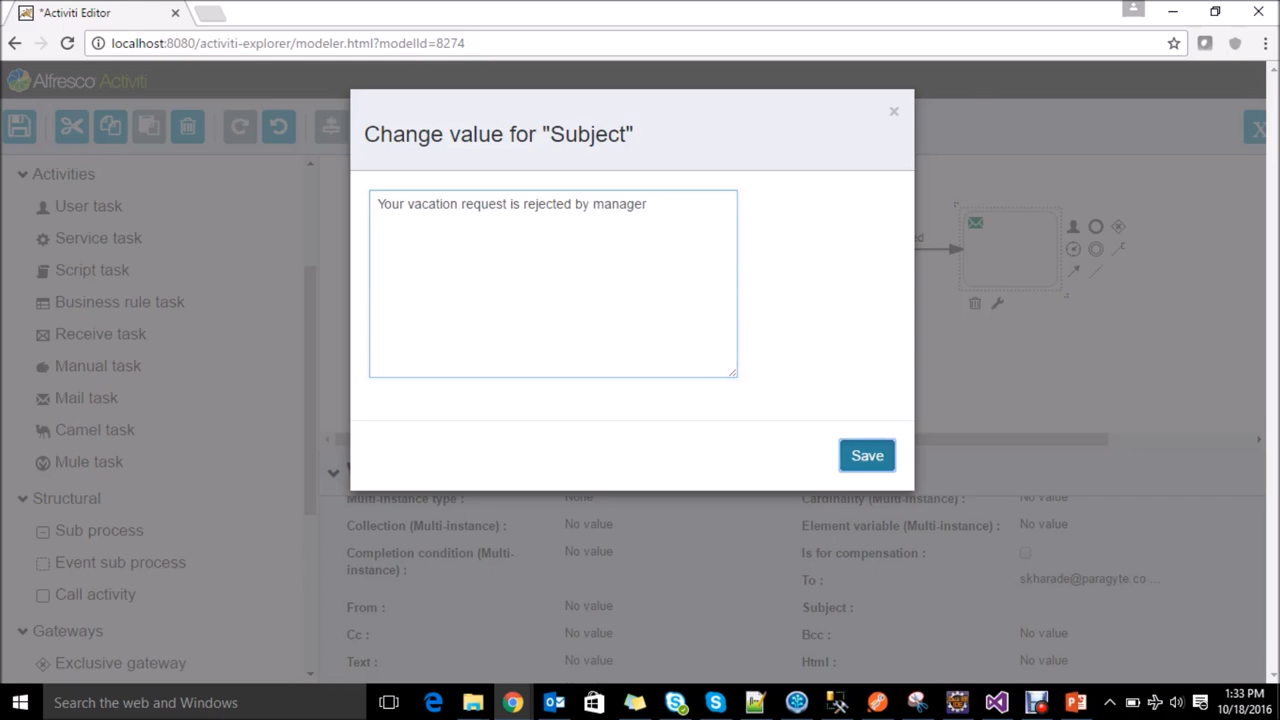 *Activiti Editor
localhost:8080/activiti-explorer/modeler.html?modelId=8274
Alfresco Activiti
X
Change value for "Subject"
Your vacation request is rejected by manager
Save
Activities
User task
Service task
Script task
Business rule task
Receive task
Manual task
Mail task
Camel task
Mule task
Structural
Sub process
Event sub process
Call activity
Gateways
Exclusive gateway
ed
Multi-instance type : None Cardinality (Multi-instance) : No value
Collection (Multi-instance) : No value Element variable (Multi-instance) : No value
Completion condition (Multi-instance) : No value Is for compensation :
To : skharade@paragyte.co ...
From : No value Subject :
Cc : No value Bcc : No value
Text : No value Html : No value
Search the web and Windows
1:33 PM
10/18/2016